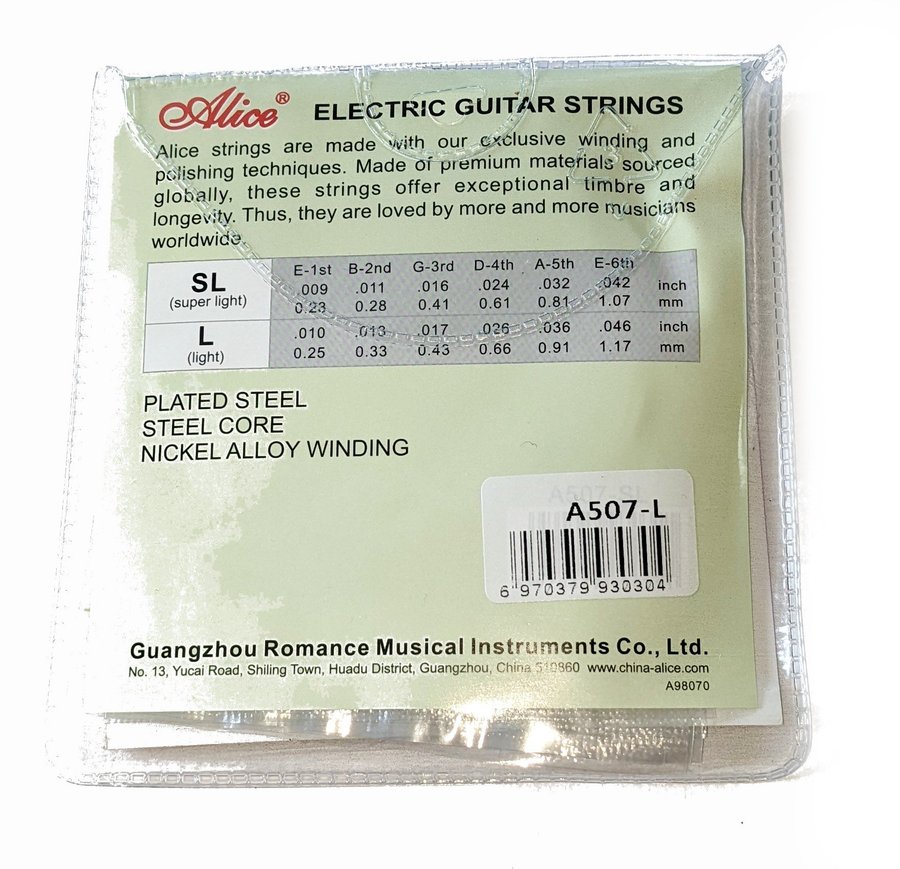 Alice® ELECTRIC GUITAR STRINGS
Alice strings are made with our exclusive winding and
polishing techniques. Made of premium materials sourced
globally, these strings offer exceptional timbre and
longevity. Thus, they are loved by more and more musicians
worldwide.
E-1st B-2nd G-3rd D-4th A-5th E-6th
SL .009 .011 .016 .024 .032 .042 inch
(super light) 0.23 0.28 0.41 0.61 0.81 1.07 mm
L .010 .013 .017 .026 .036 .046 inch
(light) 0.25 0.33 0.43 0.66 0.91 1.17 mm
PLATED STEEL
STEEL CORE
NICKEL ALLOY WINDING
A507-SL
A507-L
6 970379 930304
Guangzhou Romance Musical Instruments Co., Ltd.
No. 13, Yucai Road, Shiling Town, Huadu District, Guangzhou, China 510860 www.china-alice.com
A98070